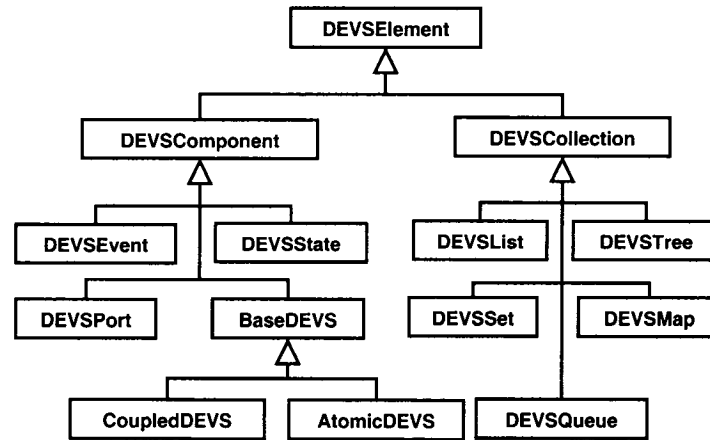 DEVSElement
DEVSComponent
DEVSCollection
DEVSEvent
DEVSState
DEVSList
DEVSTree
DEVSPort
BaseDEVS
DEVSSet
DEVSMap
CoupledDEVS
AtomicDEVS
DEVSQueue